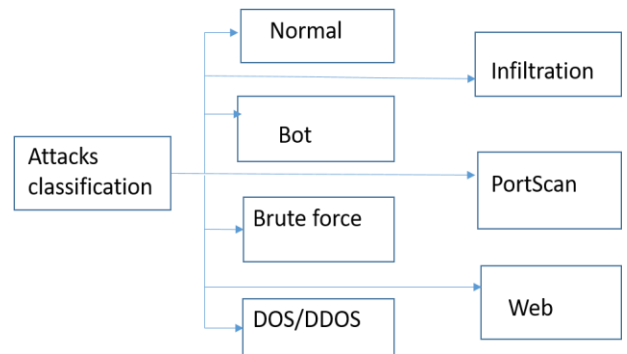 Normal
Infiltration
Bot
Attacks
classification
PortScan
Brute force
Web
DOS/DDOS